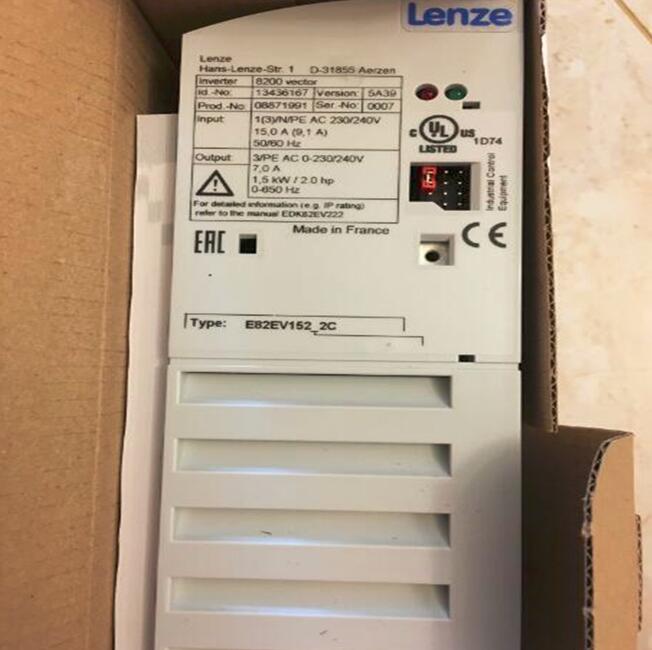 Lenze
Lenze
Hans-Lenze-Str. 1 D-31855 Aerzen
Inverter 8200 vector
Id.-No: 13436167 Version: 5A39
Prod.-No: 08871991 Ser.-No: 0007
Input: 1(3)/N/PE AC 230/240V
15,0 A (9,1 A)
50/60 Hz
Output: 3/PE AC 0-230/240V
7,0 A
1,5 kW / 2.0 hp
0-650 Hz
For detailed information (e.g. IP rating)
refer to the manual EDK82EV222
Made in France
C UL US
LISTED
1D74
Industrial Control
Equipment
EAC
CE
Type: E82EV152_2C